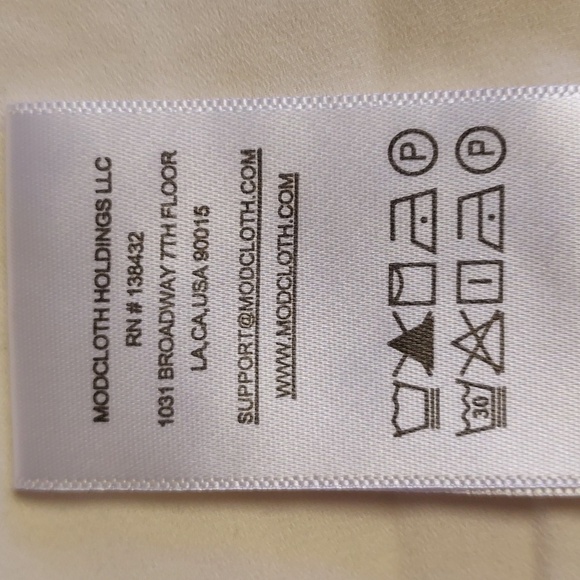 MODCLOTH HOLDINGS LLC
RN # 138432
1031 BROADWAY 7TH FLOOR
LA,CA,USA 90015
SUPPORT@MODCLOTH.COM
WWW.MODCLOTH.COM
P
30 P